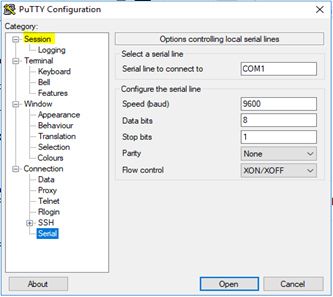 PuTTY Configuration
Category:
Session
Logging
Terminal
Keyboard
Bell
Features
Window
Appearance
Behaviour
Translation
Selection
Colours
Connection
Data
Proxy
Telnet
Rlogin
SSH
Serial
Options controlling local serial lines
Select a serial line
Serial line to connect to COM1
Configure the serial line
Speed (baud) 9600
Data bits 8
Stop bits 1
Parity None
Flow control XON/XOFF
About Open Cancel